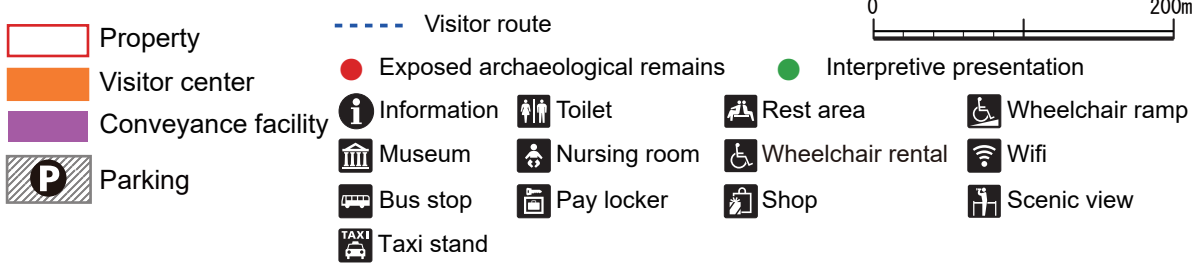 0 200m
Visitor route
Property
Exposed archaeological remains Interpretive presentation
Visitor center
Information Toilet Rest area Wheelchair ramp
Conveyance facility
Museum Nursing room Wheelchair rental Wifi
P Parking
Bus stop Pay locker Shop Scenic view
TAXI Taxi stand